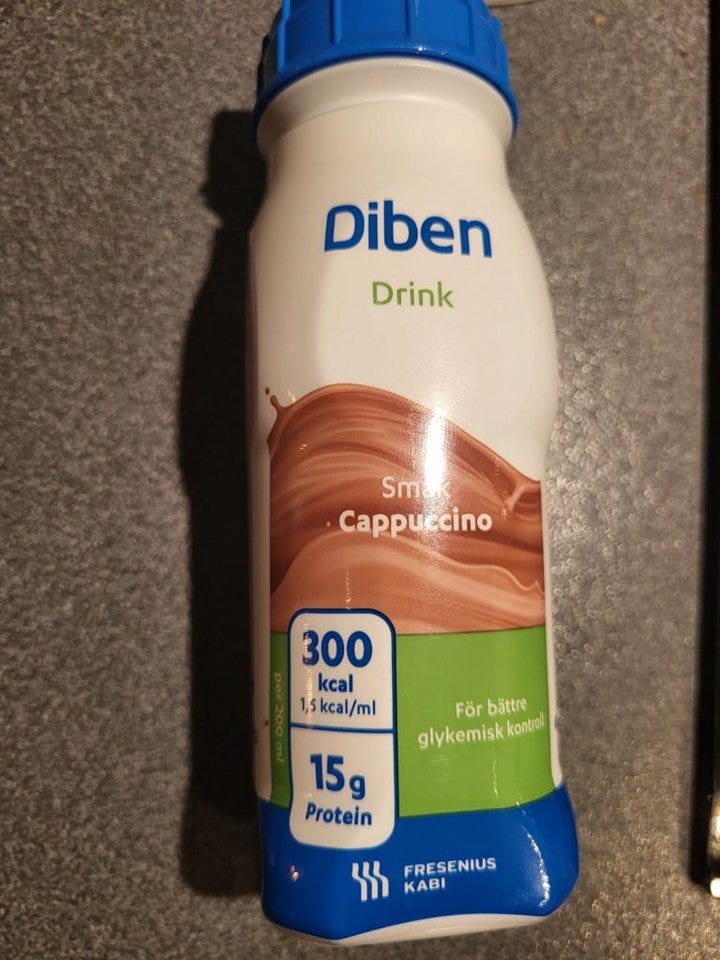 Diben
Drink
Smak
Cappuccino
300
kcal
1,5 kcal/ml
15g
Protein
per 200 ml
För bättre
glykemisk kontroll
FRESENIUS
KABI